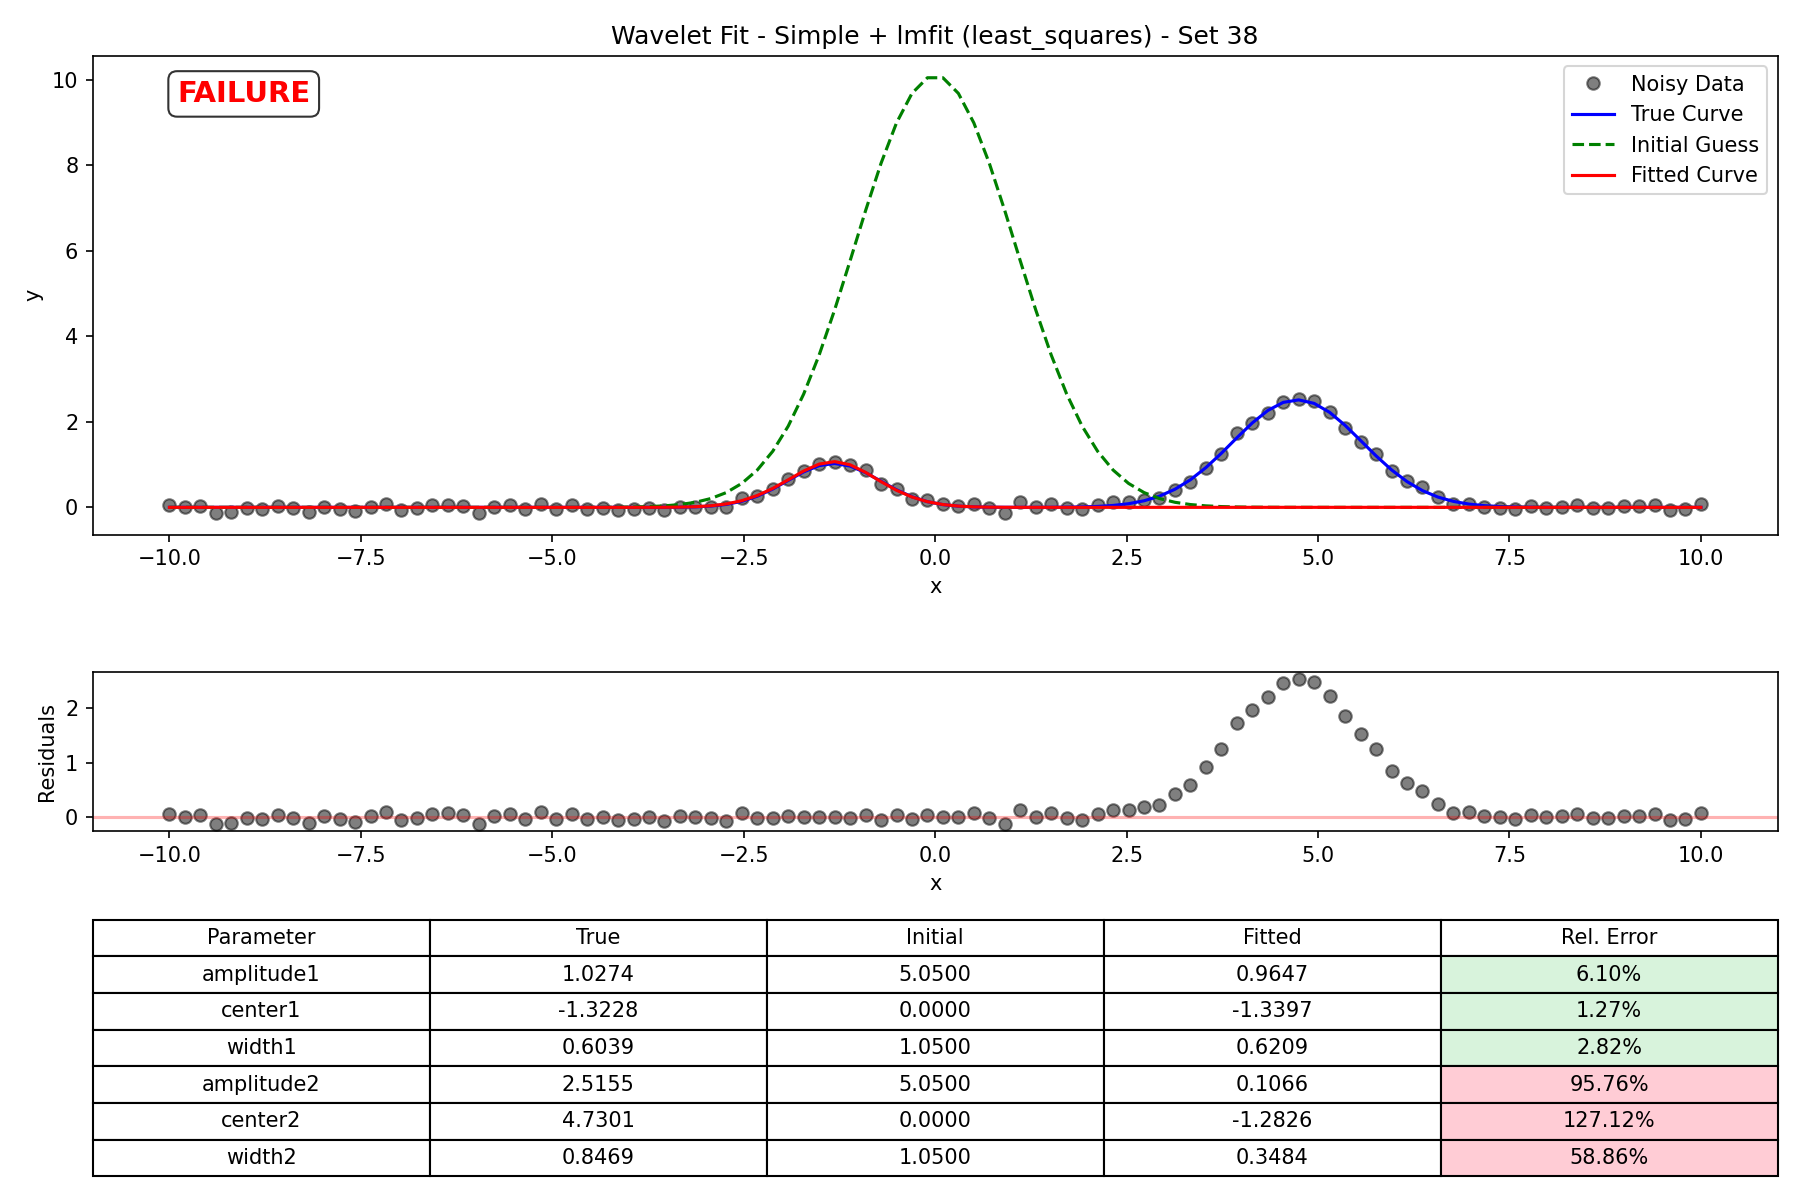 Wavelet Fit - Simple + lmfit (least_squares) - Set 38
FAILURE
Noisy Data
True Curve
Initial Guess
Fitted Curve
10
8
6
4
2
0
y
−10.0 −7.5 −5.0 −2.5 0.0 2.5 5.0 7.5 10.0
x
2
1
0
Residuals
−10.0 −7.5 −5.0 −2.5 0.0 2.5 5.0 7.5 10.0
x
Parameter True Initial Fitted Rel. Error
amplitude1 1.0274 5.0500 0.9647 6.10%
center1 -1.3228 0.0000 -1.3397 1.27%
width1 0.6039 1.0500 0.6209 2.82%
amplitude2 2.5155 5.0500 0.1066 95.76%
center2 4.7301 0.0000 -1.2826 127.12%
width2 0.8469 1.0500 0.3484 58.86%